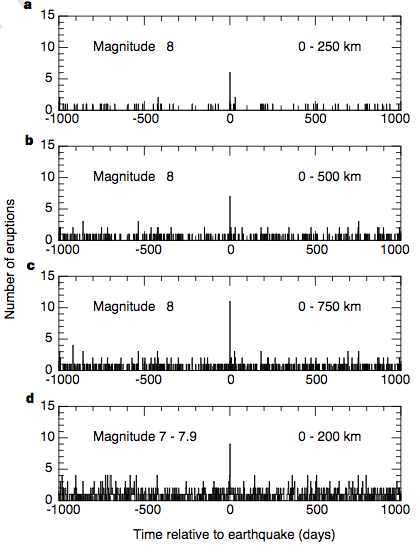 a
15
10
5
0
Magnitude 8
0 - 250 km
-1000
-500
0
500
1000
b
15
10
5
0
Magnitude 8
0 - 500 km
-1000
-500
0
500
1000
c
15
10
5
0
Magnitude 8
0 - 750 km
-1000
-500
0
500
1000
d
15
10
5
0
Magnitude 7 - 7.9
0 - 200 km
-1000
-500
0
500
1000
Number of eruptions
Time relative to earthquake (days)